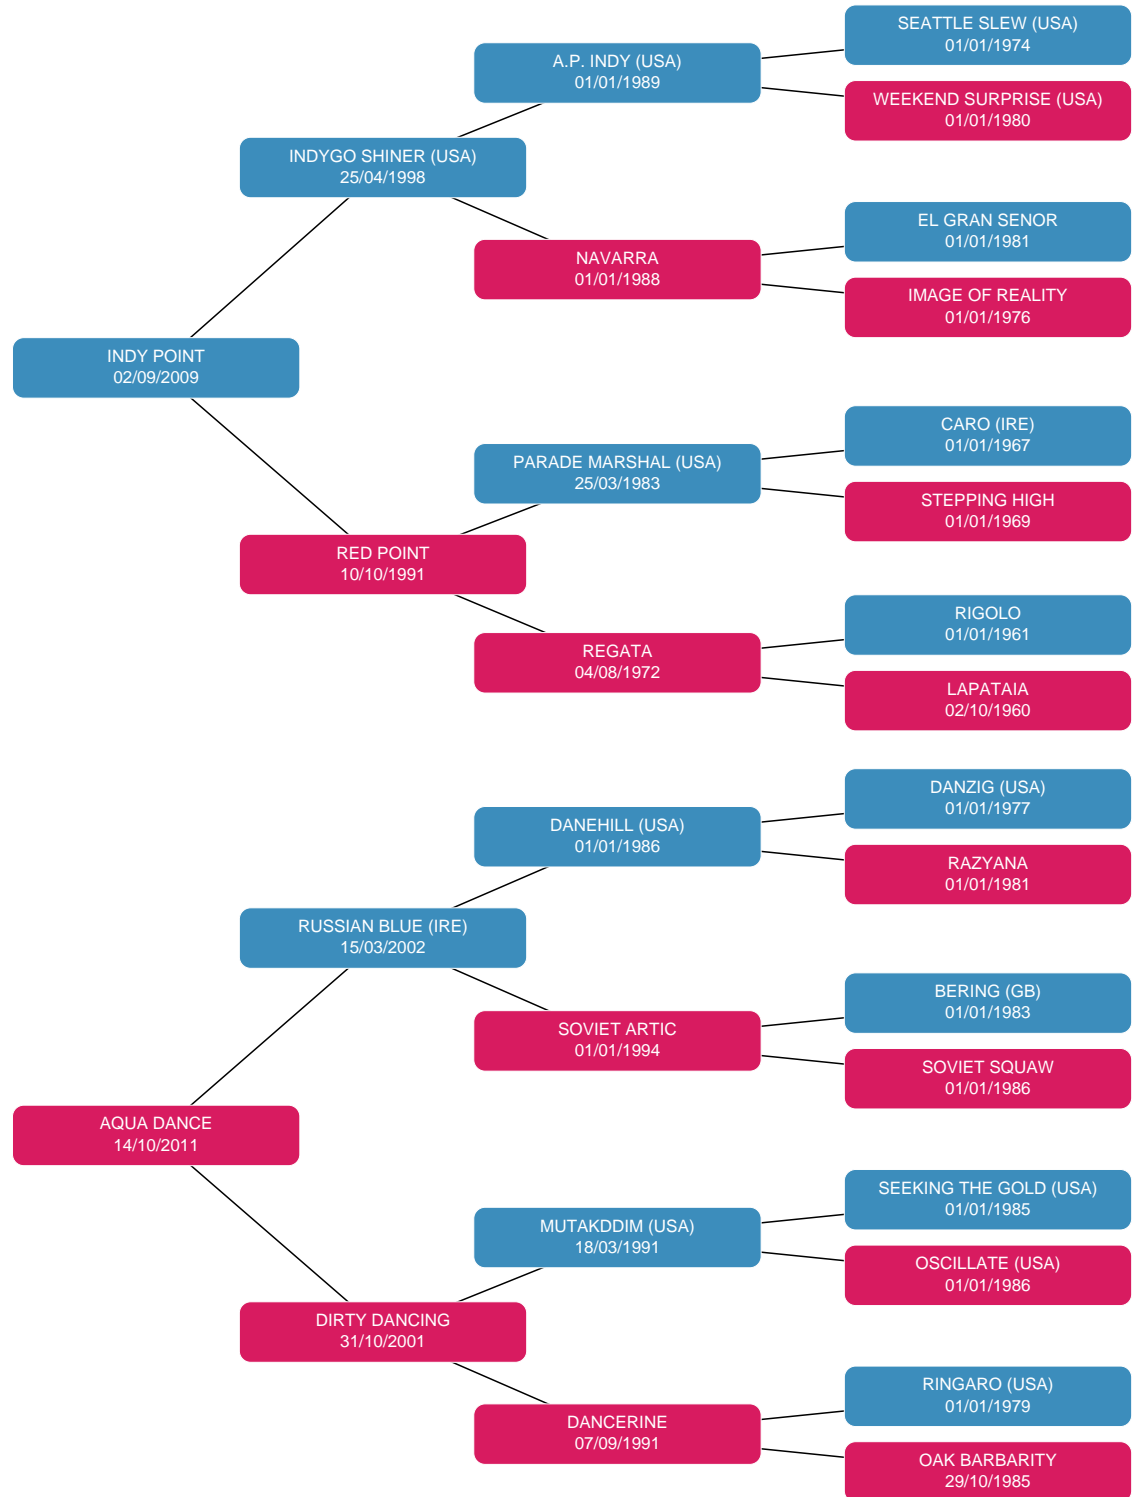 SEATTLE SLEW (USA)
01/01/1974
A.P. INDY (USA)
01/01/1989
WEEKEND SURPRISE (USA)
01/01/1980
INDYGO SHINER (USA)
25/04/1998
EL GRAN SENOR
01/01/1981
NAVARRA
01/01/1988
IMAGE OF REALITY
01/01/1976
INDY POINT
02/09/2009
CARO (IRE)
01/01/1967
PARADE MARSHAL (USA)
25/03/1983
STEPPING HIGH
01/01/1969
RED POINT
10/10/1991
RIGOLO
01/01/1961
REGATA
04/08/1972
LAPATAIA
02/10/1960
DANZIG (USA)
01/01/1977
DANEHILL (USA)
01/01/1986
RAZYANA
01/01/1981
RUSSIAN BLUE (IRE)
15/03/2002
BERING (GB)
01/01/1983
SOVIET ARTIC
01/01/1994
SOVIET SQUAW
01/01/1986
AQUA DANCE
14/10/2011
SEEKING THE GOLD (USA)
01/01/1985
MUTAKDDIM (USA)
18/03/1991
OSCILLATE (USA)
01/01/1986
DIRTY DANCING
31/10/2001
RINGARO (USA)
01/01/1979
DANCERINE
07/09/1991
OAK BARBARITY
29/10/1985